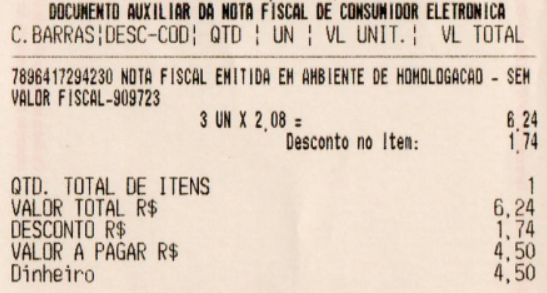 DOCUMENTO AUXILIAR DA NOTA FISCAL DE CONSUMIDOR ELETRONICA
C.BARRAS¦DESC-COD¦ QTD ¦ UN ¦ VL UNIT.¦ VL TOTAL
7896417294230 NOTA FISCAL EMITIDA EM AMBIENTE DE HOMOLOGACAO - SEM
VALOR FISCAL-909723
3 UN X 2,08 = 6,24
Desconto no Item: 1,74
QTD. TOTAL DE ITENS 1
VALOR TOTAL R$ 6,24
DESCONTO R$ 1,74
VALOR A PAGAR R$ 4,50
Dinheiro 4,50